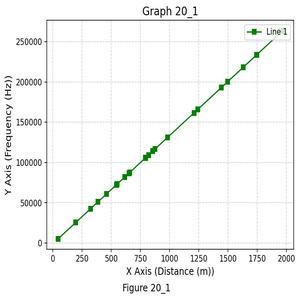 Graph 20_1
Line 1
Y Axis (Frequency (Hz))
250000
200000
150000
100000
50000
0
0 250 500 750 1000 1250 1500 1750 2000
X Axis (Distance (m))
Figure 20_1